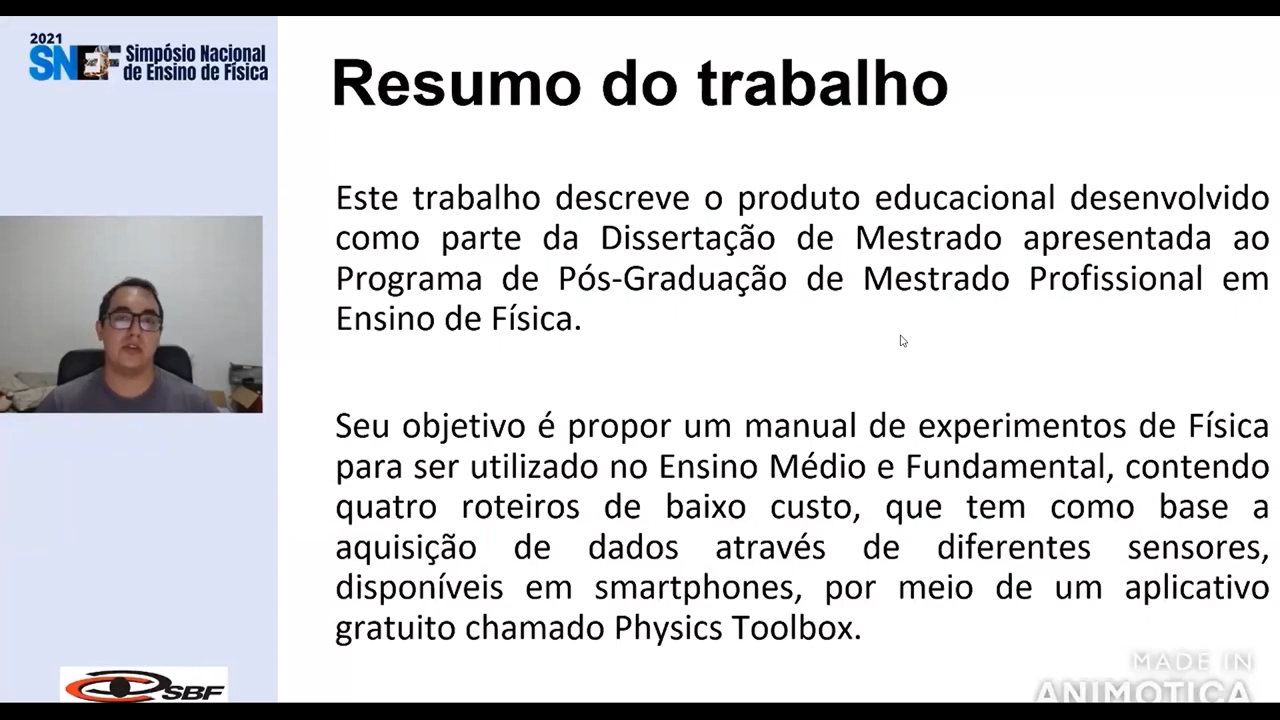 2021
SNEF Simpósio Nacional
de Ensino de Física
Resumo do trabalho
Este trabalho descreve o produto educacional desenvolvido
como parte da Dissertação de Mestrado apresentada ao
Programa de Pós-Graduação de Mestrado Profissional em
Ensino de Física.
Seu objetivo é propor um manual de experimentos de Física
para ser utilizado no Ensino Médio e Fundamental, contendo
quatro roteiros de baixo custo, que tem como base a
aquisição de dados através de diferentes sensores,
disponíveis em smartphones, por meio de um aplicativo
gratuito chamado Physics Toolbox.
SBF
MADE IN
ANIMOTICA